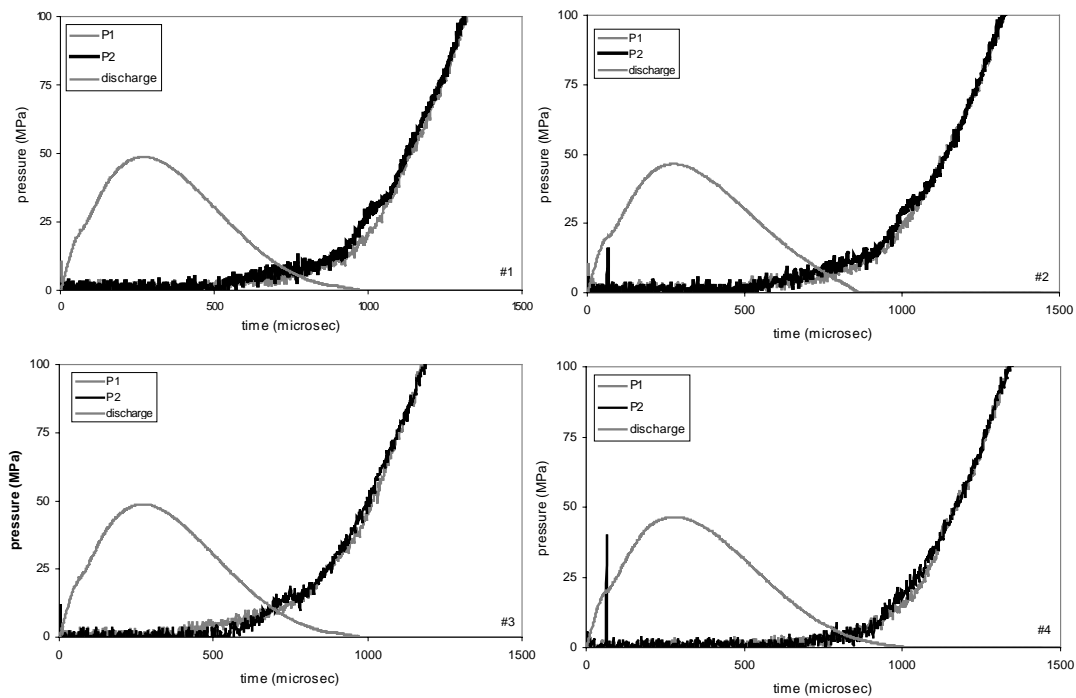 100
75
50
25
0
pressure (MPa)
P1
P2
discharge
#1
0 500 1000 1500
time (microsec)
100
75
50
25
0
pressure (MPa)
P1
P2
discharge
#2
0 500 1000 1500
time (microsec)
100
75
50
25
0
pressure (MPa)
P1
P2
discharge
#3
0 500 1000 1500
time (microsec)
100
75
50
25
0
pressure (MPa)
P1
P2
discharge
#4
0 500 1000 1500
time (microsec)